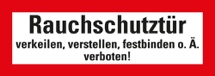 Rauchschutztür
verkeilen, verstellen, festbinden o. Ä.
verboten!